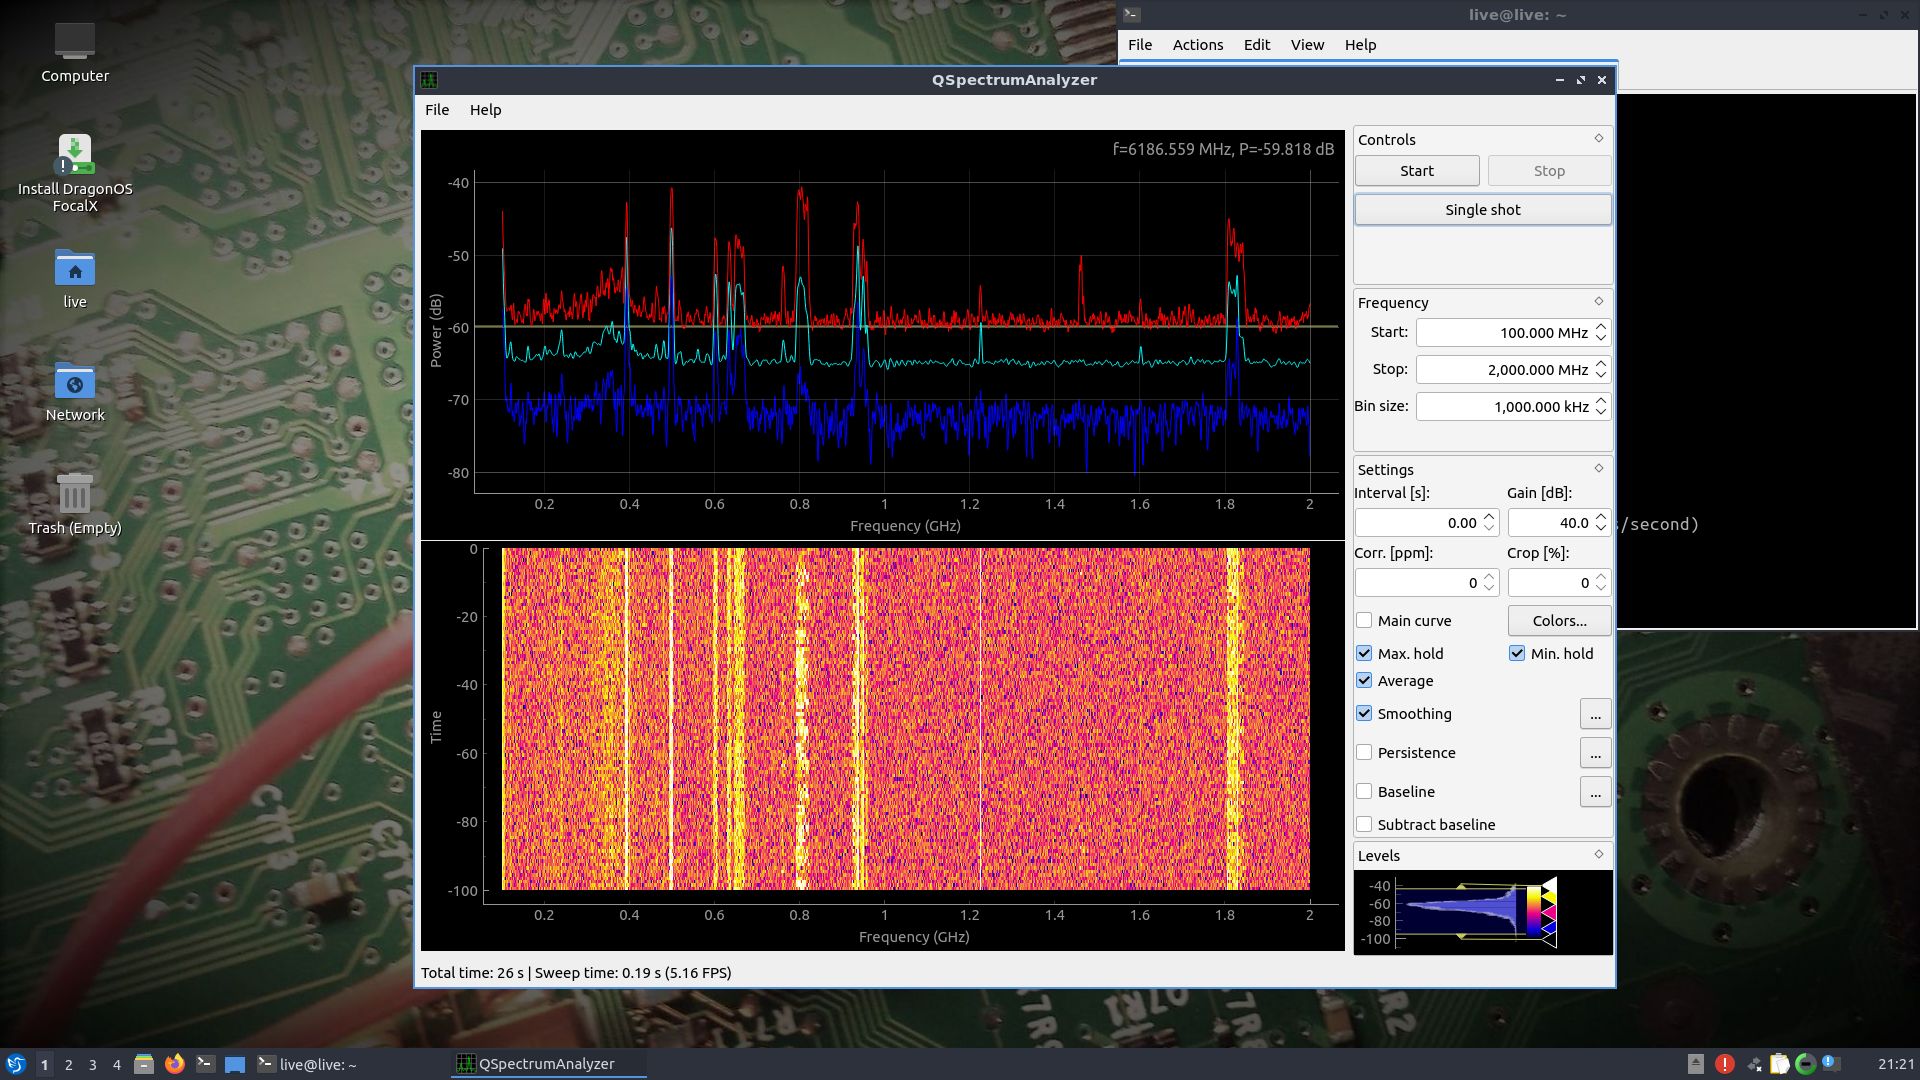 Computer
Install DragonOS
FocalX
live
Network
Trash (Empty)
live@live: ~
File Actions Edit View Help
/second)
QSpectrumAnalyzer
File Help
f=6186.559 MHz, P=-59.818 dB
-40
-50
-60
-70
-80
Power (dB)
0.2 0.4 0.6 0.8 1 1.2 1.4 1.6 1.8 2
Frequency (GHz)
0
-20
-40
-60
-80
-100
Time
0.2 0.4 0.6 0.8 1 1.2 1.4 1.6 1.8 2
Frequency (GHz)
Total time: 26 s | Sweep time: 0.19 s (5.16 FPS)
Controls
Start Stop
Single shot
Frequency
Start: 100.000 MHz
Stop: 2,000.000 MHz
Bin size: 1,000.000 kHz
Settings
Interval [s]: Gain [dB]:
0.00 40.0
Corr. [ppm]: Crop [%]:
0 0
Main curve Colors...
Max. hold Min. hold
Average
Smoothing ...
Persistence ...
Baseline ...
Subtract baseline
Levels
-40
-60
-80
-100
1 2 3 4 live@live: ~ QSpectrumAnalyzer 21:21